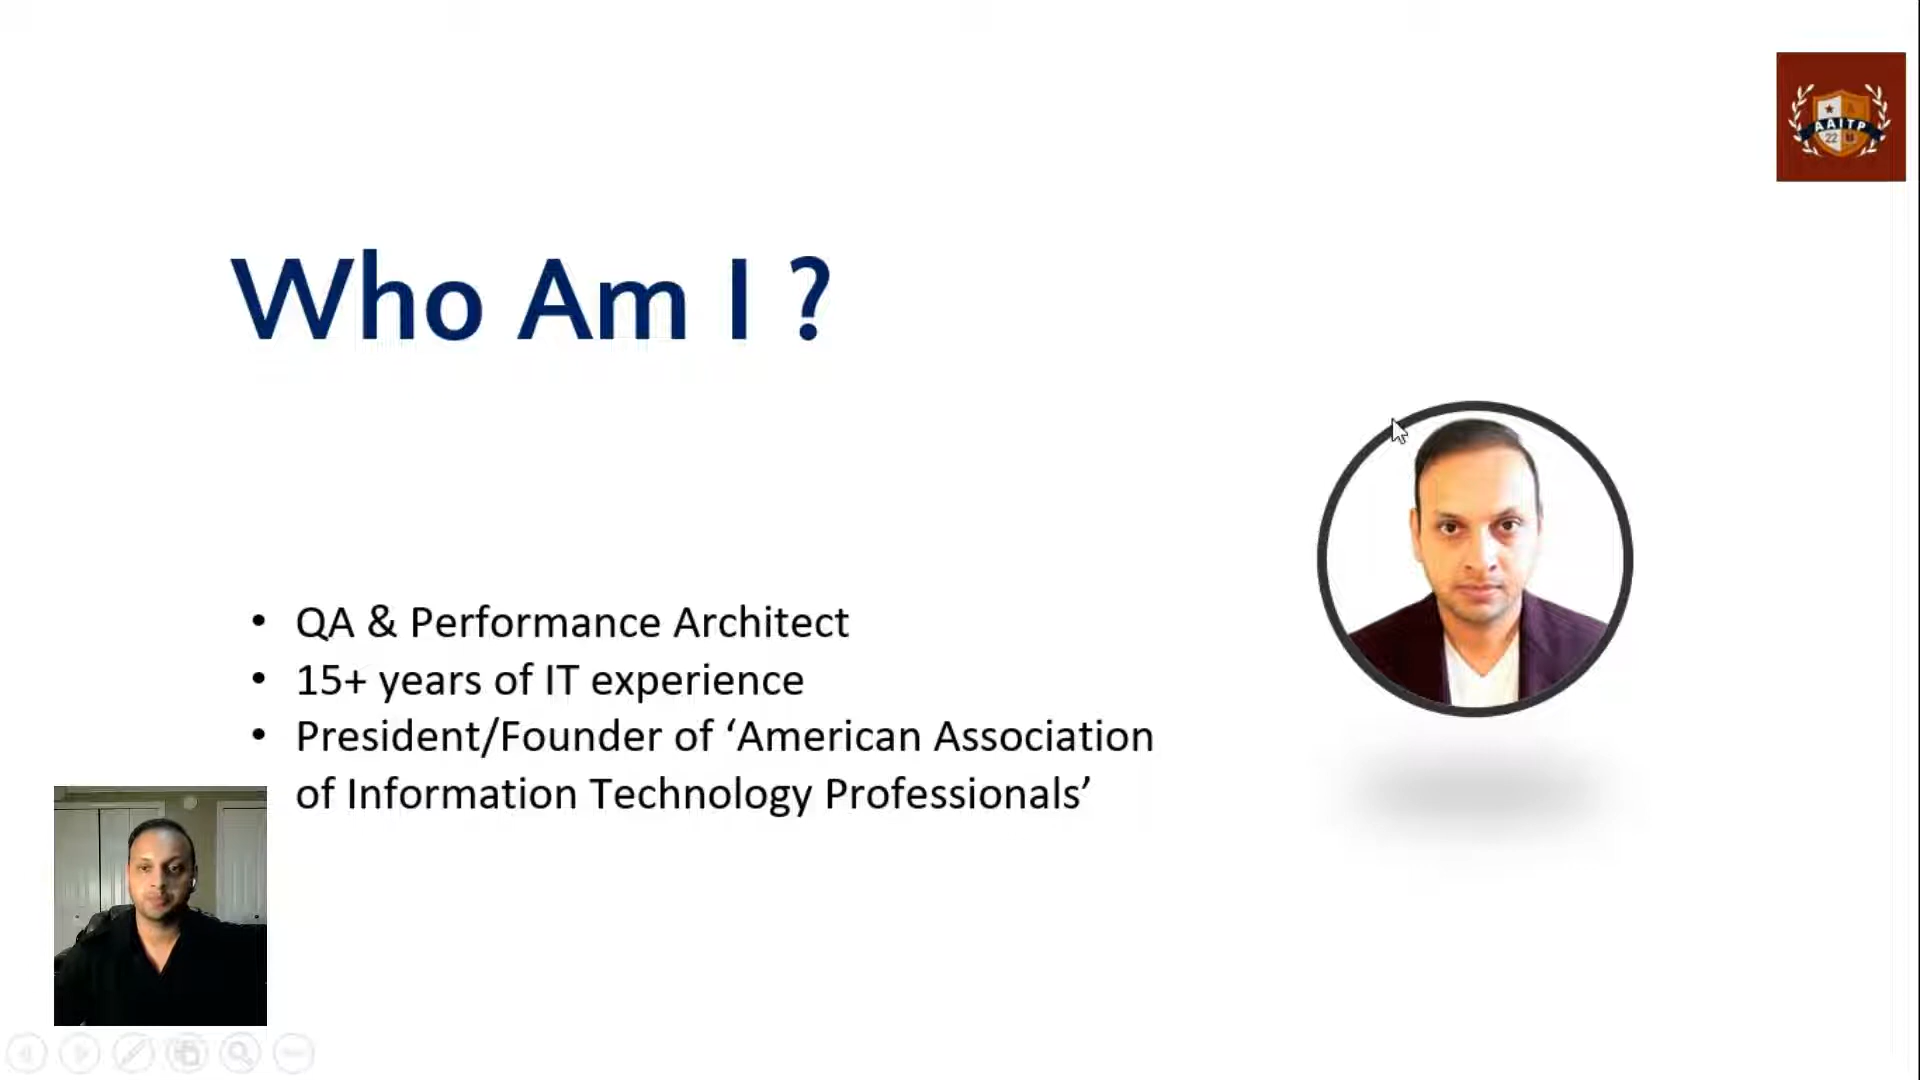 AAITP
22
Who Am I ?
• QA & Performance Architect
• 15+ years of IT experience
• President/Founder of ‘American Association
of Information Technology Professionals’